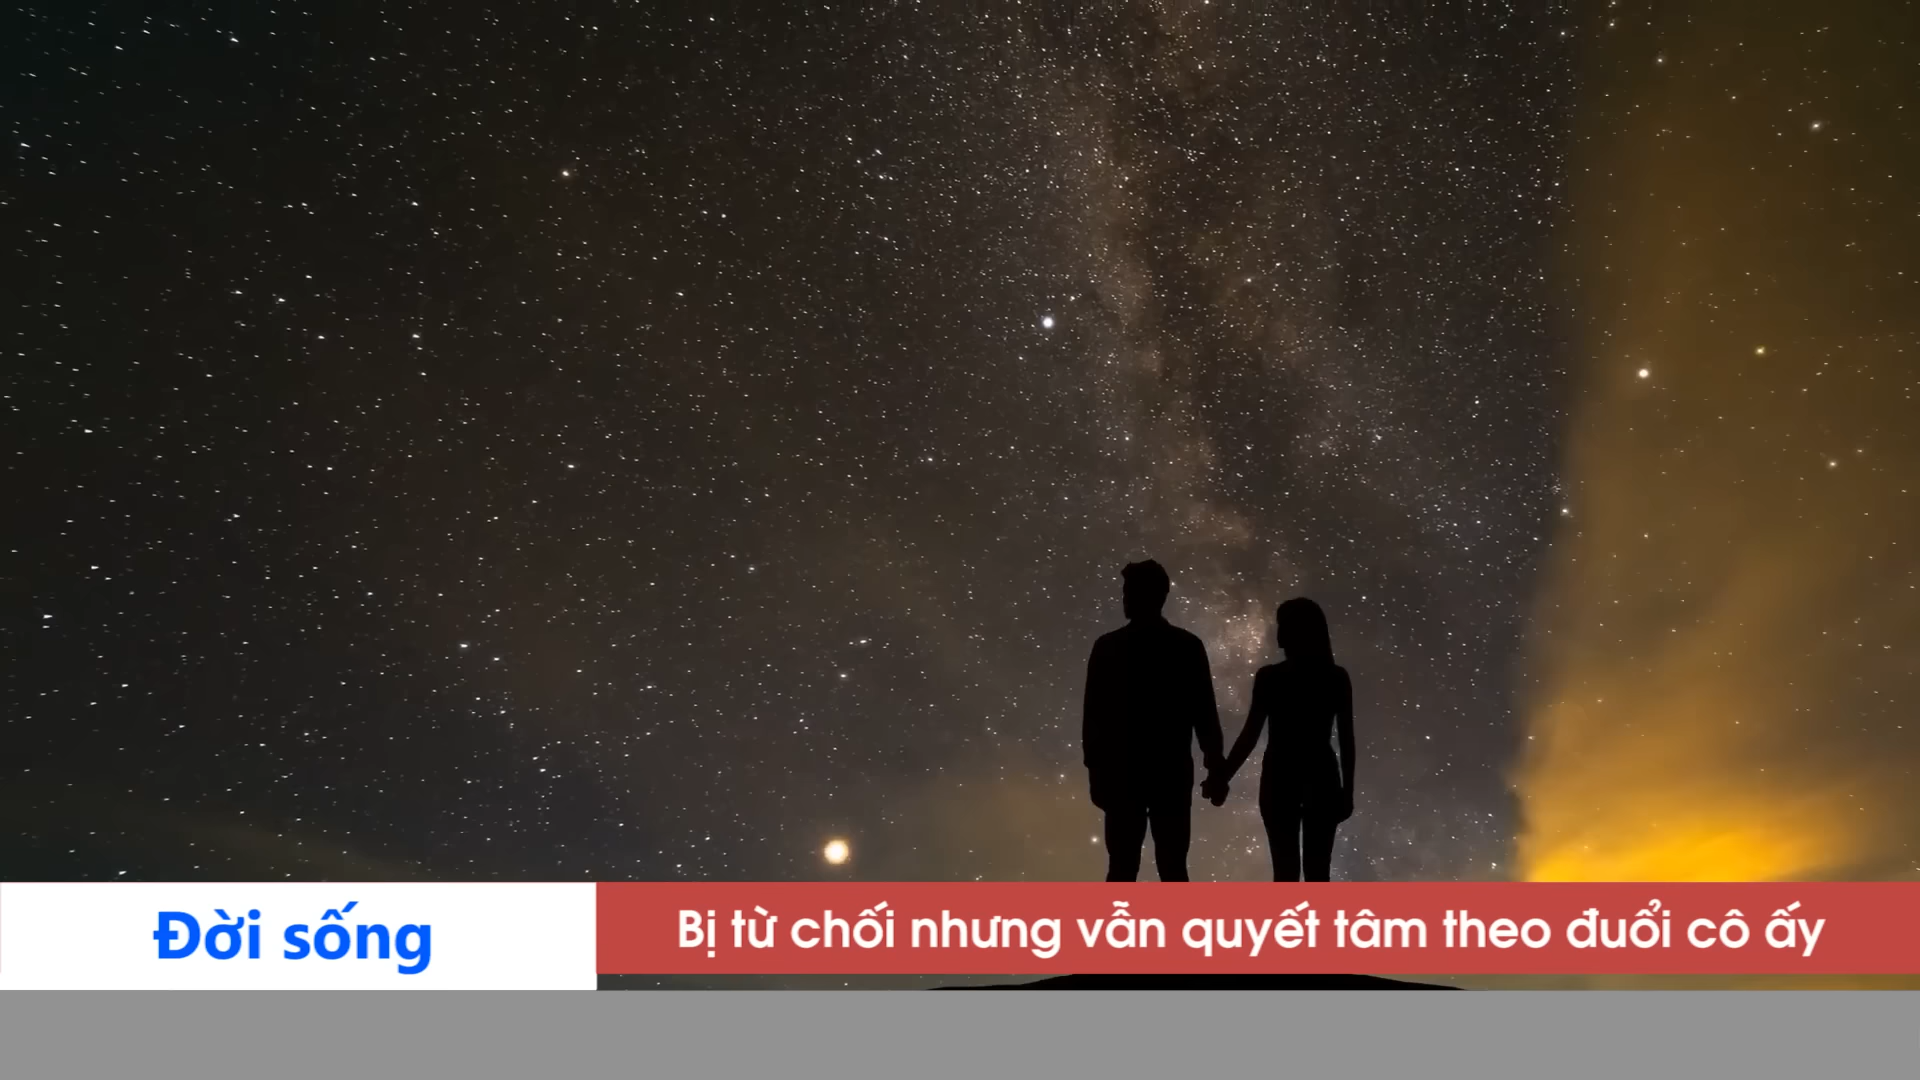 Đời sống
Bị từ chối nhưng vẫn quyết tâm theo đuổi cô ấy